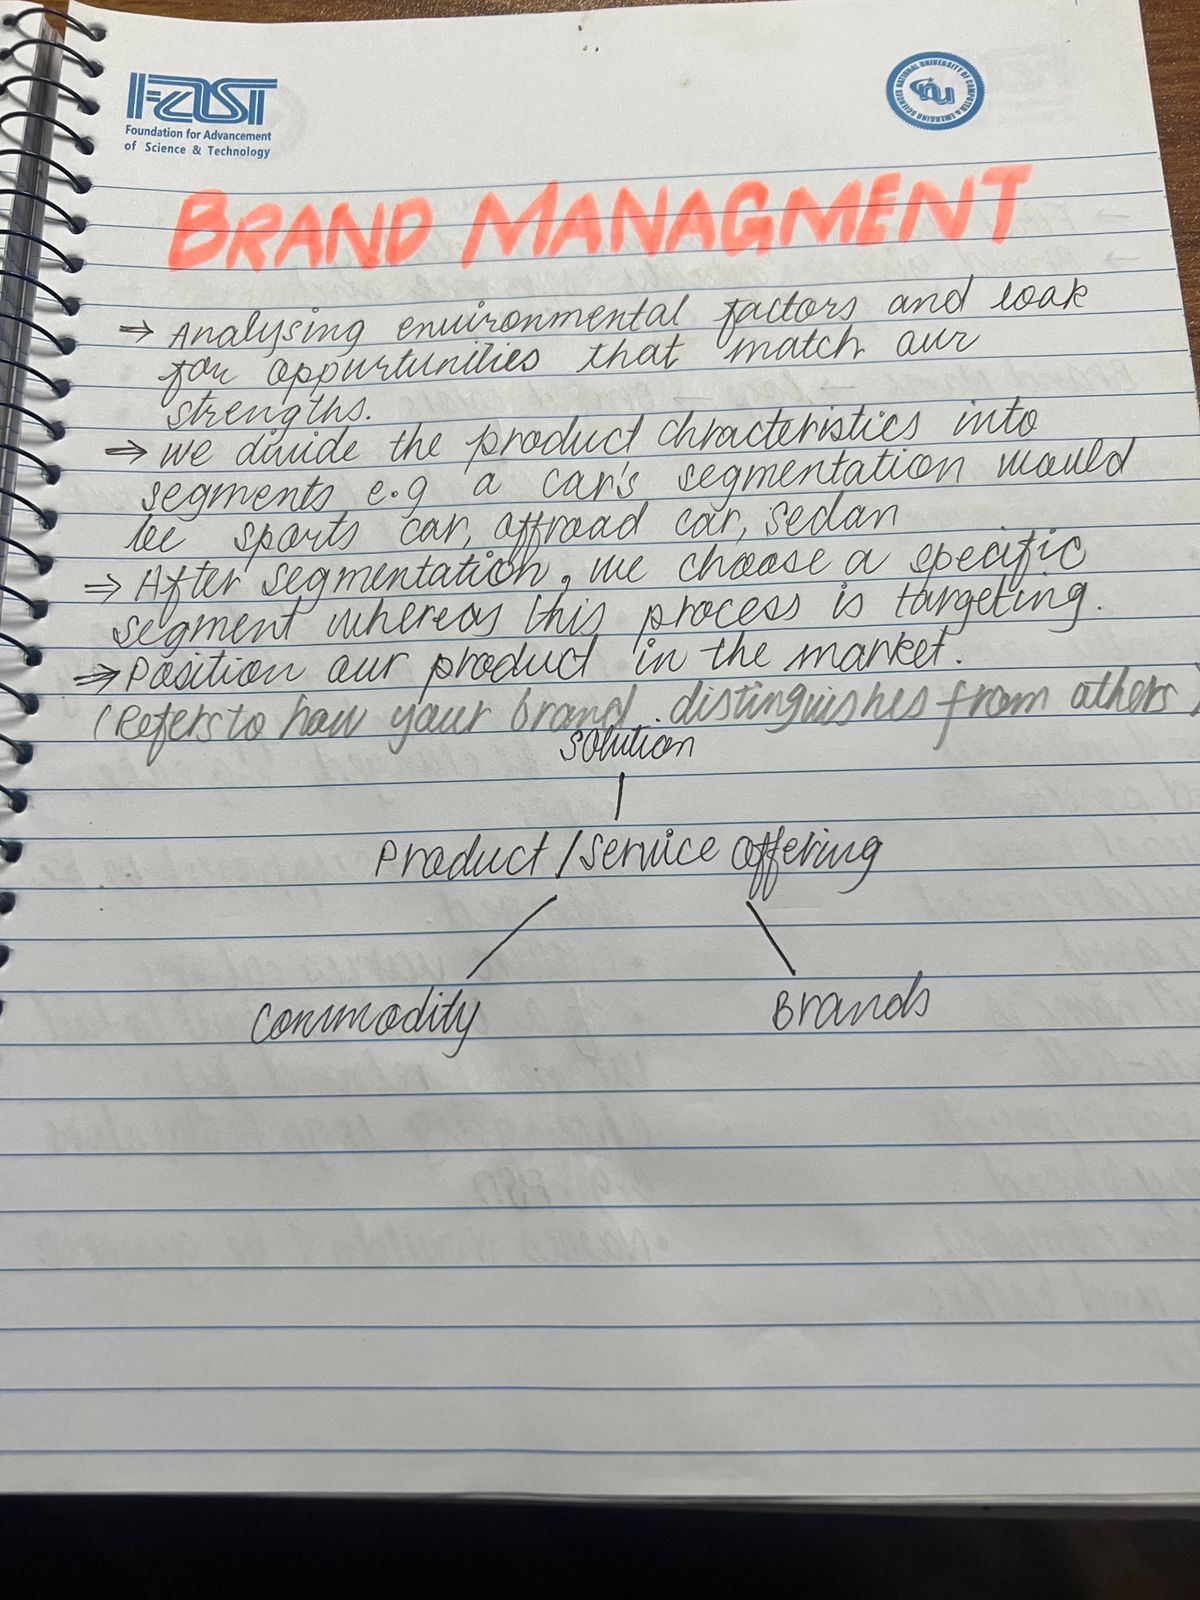 FAST
Foundation for Advancement
of Science & Technology
NATIONAL UNIVERSITY OF COMPUTER & EMERGING SCIENCES
nu
BRAND MANAGMENT
⇒ Analysing environmental factors and look
for oppurtunities that match our
strengths.
⇒ we divide the product chracteristics into
segments e.g a car's segmentation would
be sports car, offroad car, sedan
⇒ After segmentation, we choose a specific
segment whereas this process is targeting.
⇒ Position our product in the market.
(Refers to how your brand distinguishes from others)
Solution
Product / Service offering
Commodity Brands